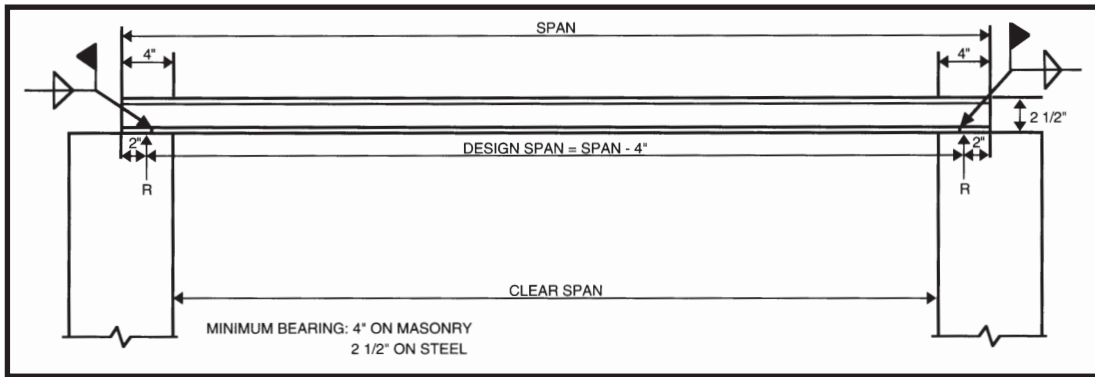 SPAN
4"
4"
2 1/2"
2"
DESIGN SPAN = SPAN - 4"
2"
R
R
CLEAR SPAN
MINIMUM BEARING: 4" ON MASONRY
2 1/2" ON STEEL